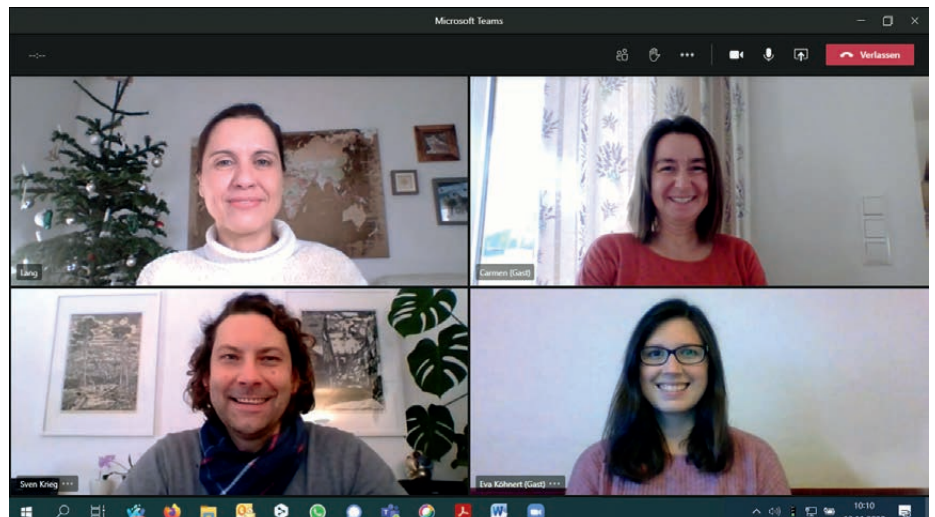 Microsoft Teams
--:--
Verlassen
Lang
Carmen (Gast)
Sven Krieg
Eva Köhnert (Gast)
10:10